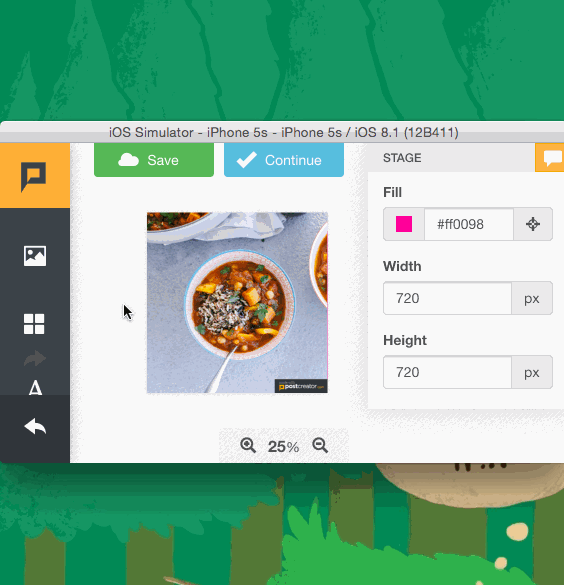 iOS Simulator - iPhone 5s - iPhone 5s / iOS 8.1 (12B411)
Save
Continue
STAGE
Fill
#ff0098
Width
720 px
Height
720 px
A
postcreator
25%